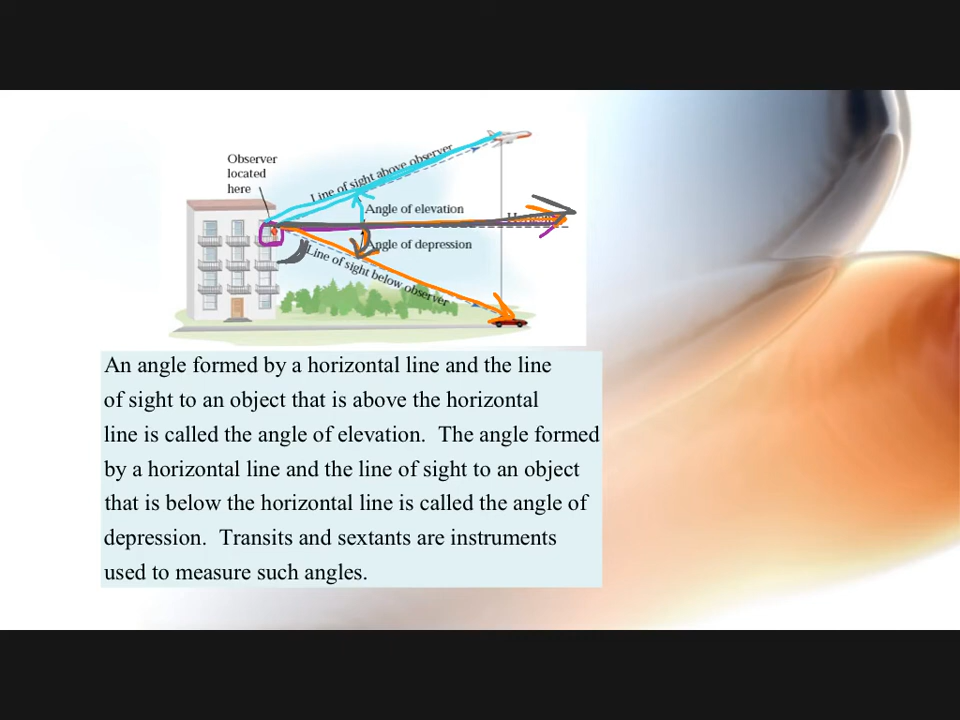 Observer
located
here
Line of sight above observer
Angle of elevation
Angle of depression
Line of sight below observer
An angle formed by a horizontal line and the line
of sight to an object that is above the horizontal
line is called the angle of elevation.  The angle formed
by a horizontal line and the line of sight to an object
that is below the horizontal line is called the angle of
depression.  Transits and sextants are instruments
used to measure such angles.